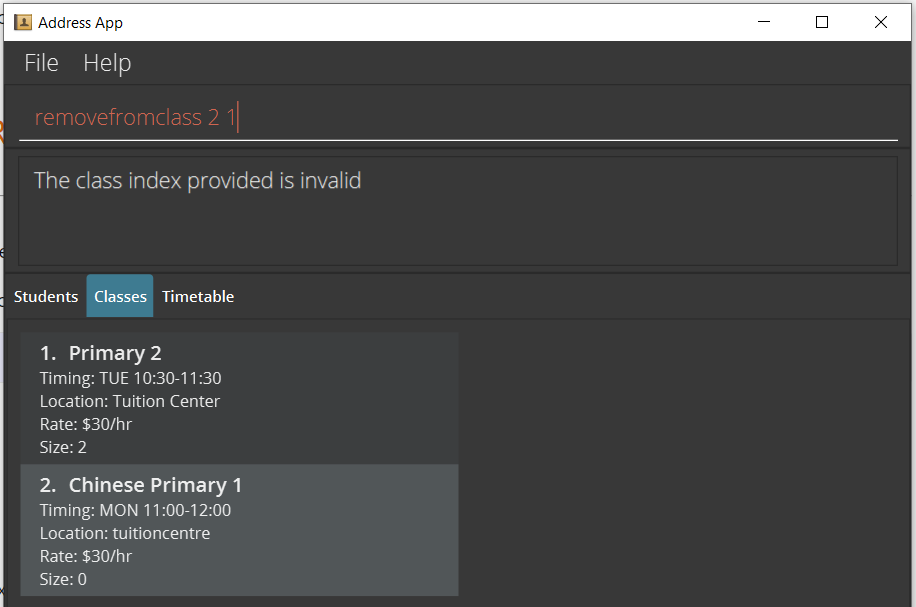 Address App
File Help
removefromclass 2 1
The class index provided is invalid
Students Classes Timetable
1. Primary 2
Timing: TUE 10:30-11:30
Location: Tuition Center
Rate: $30/hr
Size: 2
2. Chinese Primary 1
Timing: MON 11:00-12:00
Location: tuitioncentre
Rate: $30/hr
Size: 0